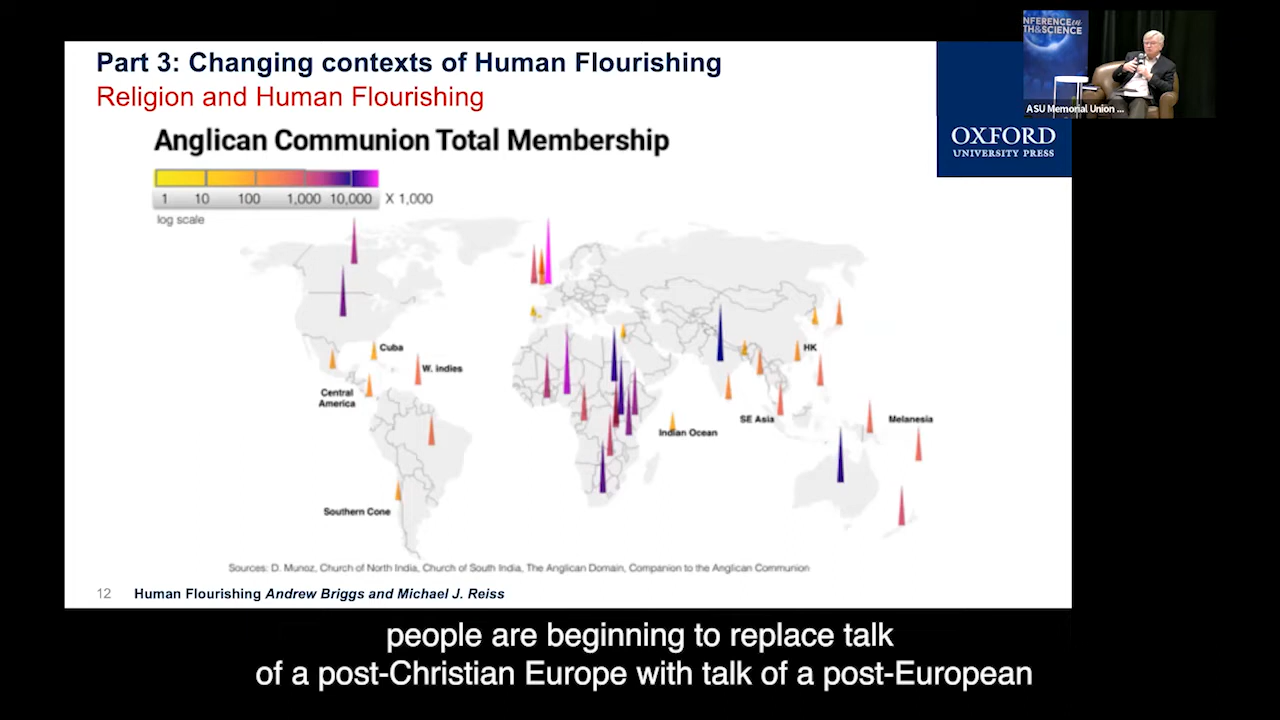 Part 3: Changing contexts of Human Flourishing
Religion and Human Flourishing
NFERENCE in
TH&SCIENCE
ASU Memorial Union ...
OXFORD
UNIVERSITY PRESS
Anglican Communion Total Membership
1 10 100 1,000 10,000 X 1,000
log scale
Cuba
W. indies
Central
America
HK
SE Asia
Indian Ocean
Melanesia
Southern Cone
Sources: D. Munoz, Church of North India, Church of South India, The Anglican Domain, Companion to the Anglican Communion
12 Human Flourishing Andrew Briggs and Michael J. Reiss
people are beginning to replace talk
of a post-Christian Europe with talk of a post-European